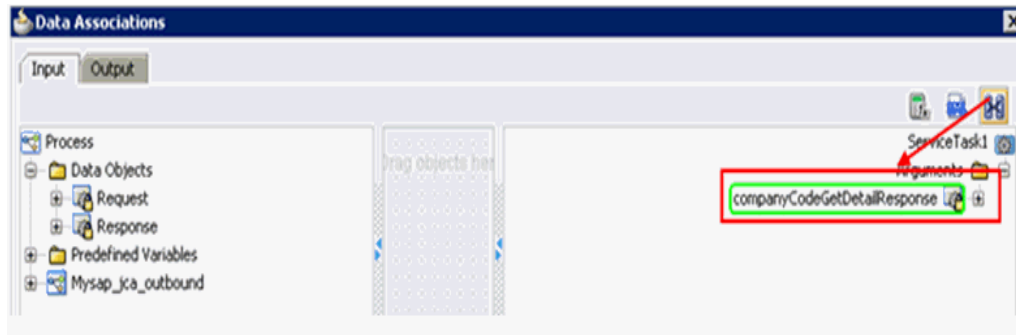 Data Associations
Input Output
Process
Data Objects
Request
Response
Predefined Variables
Mysap_jca_outbound
Drag objects her
ServiceTask1
Arguments
companyCodeGetDetailResponse